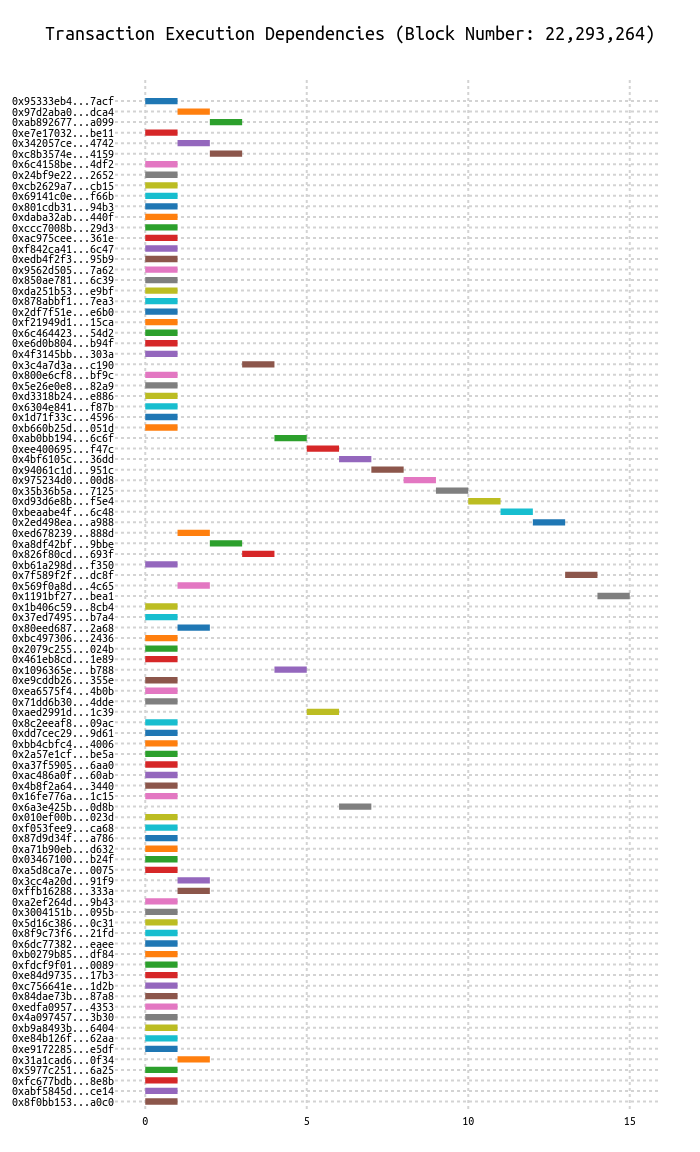 Transaction Execution Dependencies (Block Number: 22,293,264)
0x95333eb4...7acf
0x97d2aba0...dca4
0xab892677...a099
0xe7e17032...be11
0x342057ce...4742
0xc8b3574e...4159
0x6c4158be...4df2
0x24bf9e22...2652
0xcb2629a7...cb15
0x69141c0e...f66b
0x801cdb31...94b3
0xdaba32ab...440f
0xccc7008b...29d3
0xac975cee...361e
0xf842ca41...6c47
0xedb4f2f3...95b9
0x9562d505...7a62
0x850ae781...6c39
0xda251b53...e9bf
0x878abbf1...7ea3
0x2df7f51e...e6b0
0xf21949d1...15ca
0x6c464423...54d2
0xe6d0b804...b94f
0x4f3145bb...303a
0x3c4a7d3a...c190
0x800e6cf8...bf9c
0x5e26e0e8...82a9
0xd3318b24...e886
0x6304e841...f87b
0x1d71f33c...4596
0xb660b25d...051d
0xab0bb194...6c6f
0xee400695...f47c
0x4bf6105c...36dd
0x94061c1d...951c
0x975234d0...00d8
0x35b36b5a...7125
0xd93d6e8b...f5e4
0xbeaabe4f...6c48
0x2ed498ea...a988
0xed678239...888d
0xa8df42bf...9bbe
0x826f80cd...693f
0xb61a298d...f350
0x7f589f2f...dc8f
0x569f0a8d...4c65
0x1191bf27...bea1
0x1b406c59...8cb4
0x37ed7495...b7a4
0x80eed687...2a68
0xbc497306...2436
0x2079c255...024b
0x461eb8cd...1e89
0x1096365e...b788
0xe9cddb26...355e
0xea6575f4...4b0b
0x71dd6b30...4dde
0xaed2991d...1c39
0x8c2eeaf8...09ac
0xdd7cec29...9d61
0xbb4cbfc4...4006
0x2a57e1cf...be5a
0xa37f5905...6aa0
0xac486a0f...60ab
0x4b8f2a64...3440
0x16fe776a...1c15
0x6a3e425b...0d8b
0x010ef00b...023d
0xf053fee9...ca68
0x87d9d34f...a786
0xa71b90eb...d632
0x03467100...b24f
0xa5d8ca7e...0075
0x3cc4a20d...91f9
0xffb16288...333a
0xa2ef264d...9b43
0x3004151b...095b
0x5d16c386...0c31
0x8f9c73f6...21fd
0x6dc77382...eaee
0xb0279b85...df84
0xfdcf9f01...0089
0xe84d9735...17b3
0xc756641e...1d2b
0x84dae73b...87a8
0xedfa0957...4353
0x4a097457...3b30
0xb9a8493b...6404
0xe84b126f...62aa
0xe9172285...e5df
0x31a1cad6...0f34
0x5977c251...6a25
0xfc677bdb...8e8b
0xabf5845d...ce14
0x8f0bb153...a0c0
0 5 10 15